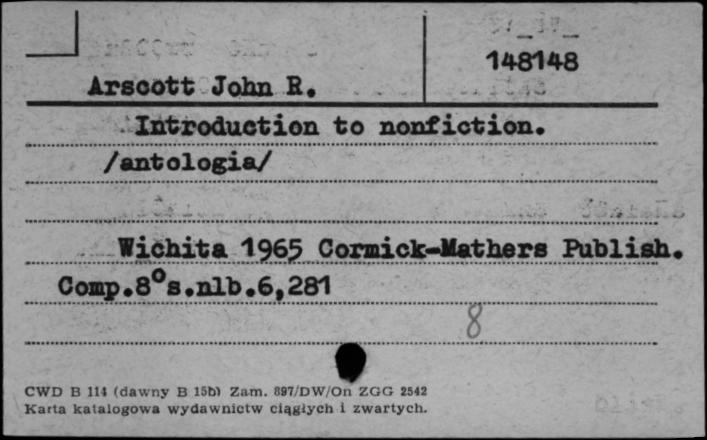 148148
Arscott John R.
Introduction to nonfiction.
/antologia/
Wichita 1965 Cormick-Mathers Publish.
Comp.8°s.nlb.6,281
8
CWD B 114 (dawny B 15b) Zam. 897/DW/On ZGG 2542
Karta katalogowa wydawnictw ciągłych i zwartych.